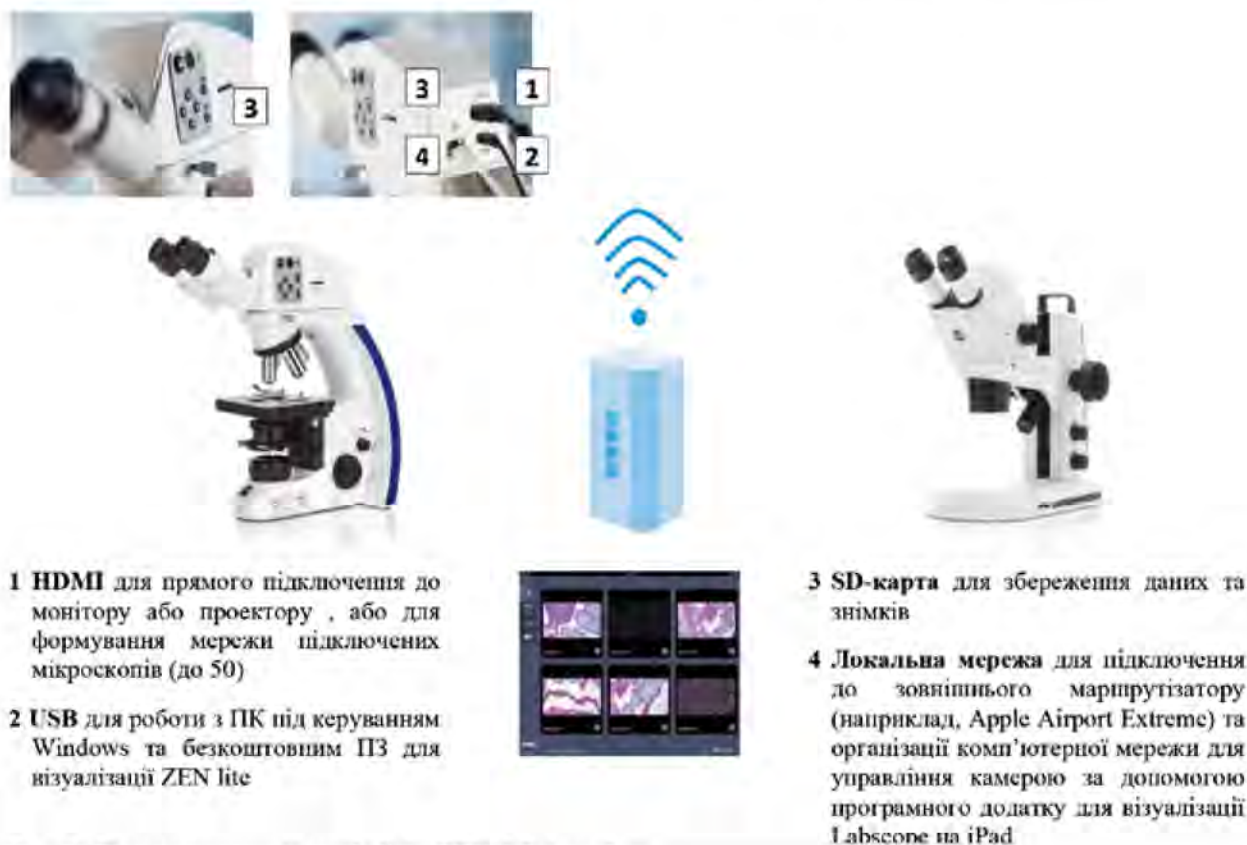 3
3
1
4
2
1 HDMI для прямого підключення до
монітору або проектору , або для
формування мережи підключених
мікроскопів (до 50)
2 USB для роботи з ПК під керуванням
Windows та безкоштовним ПЗ для
візуалізації ZEN lite
3 SD-карта для збереження даних та
знімків
4 Локальна мережа для підключення
до зовнішнього маршрутізатору
(наприклад, Apple Airport Extreme) та
організації комп’ютерної мережи для
управління камерою за допомогою
програмного додатку для візуалізації
Labscope на iPad